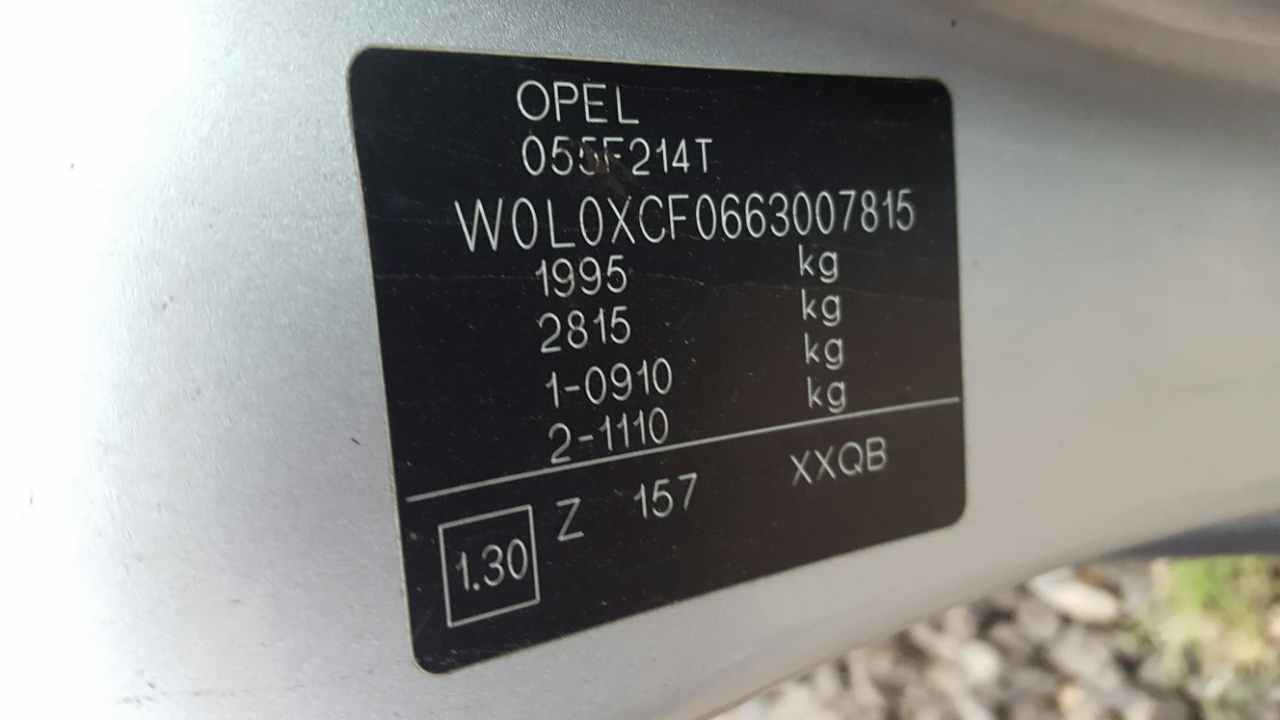 OPEL
055F214T
W0L0XCF0663007815
1995 kg
2815 kg
1-0910 kg
2-1110 kg
1.30 Z 157 XXQB